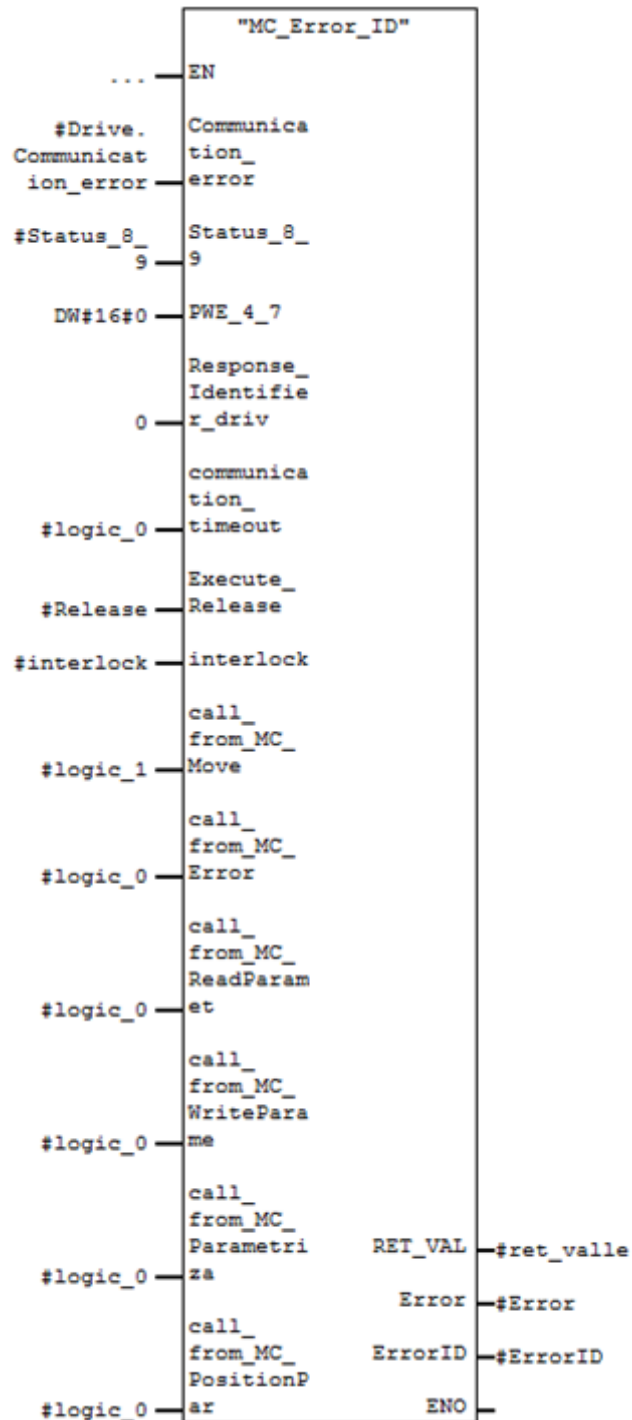 "MC_Error_ID"
... EN
#Drive. Communica
Communicat tion_
ion_error error
#Status_8_ Status_8_
9 9
DW#16#0 PWE_4_7
Response_
Identifie
0 r_driv
communica
tion_
#logic_0 timeout
Execute_
#Release Release
#interlock interlock
call_
from_MC_
#logic_1 Move
call_
from_MC_
#logic_0 Error
call_
from_MC_
ReadParam
#logic_0 et
call_
from_MC_
WritePara
#logic_0 me
call_
from_MC_
Parametri RET_VAL #ret_valle
#logic_0 za
Error #Error
call_
from_MC_ ErrorID #ErrorID
PositionP
#logic_0 ar ENO